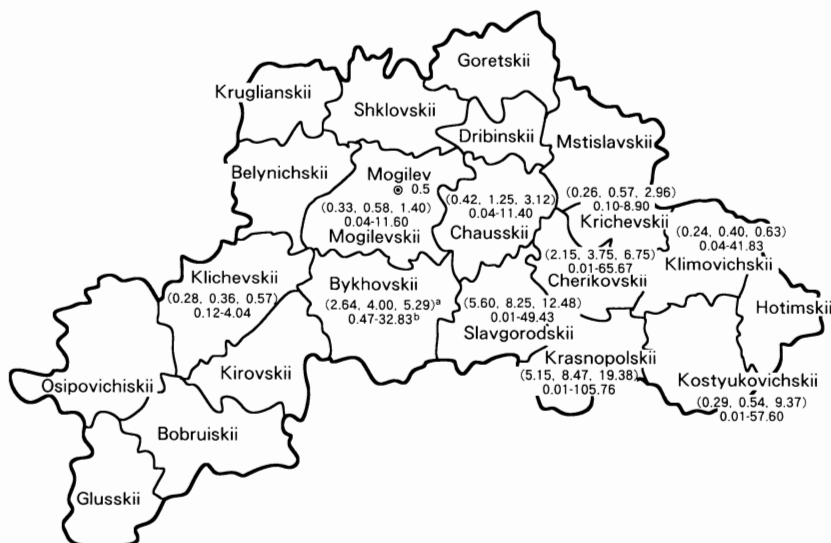 Goretskii
Kruglianskii
Shklovskii
Dribinskii
Mstislavskii
Belynichskii
Mogilev
0.5
(0.33, 0.58, 1.40)
0.04-11.60
Mogilevskii
(0.42, 1.25, 3.12)
0.04-11.40
Chausskii
(0.26, 0.57, 2.96)
0.10-8.90
Krichevskii
(0.24, 0.40, 0.63)
0.04-41.83
Klimovichskii
(2.15, 3.75, 6.75)
0.01-65.67
Cherikovskii
Klichevskii
(0.28, 0.36, 0.57)
0.12-4.04
Bykhovskii
(2.64, 4.00, 5.29)a
0.47-32.83b
(5.60, 8.25, 12.48)
0.01-49.43
Slavgorodskii
Hotimskii
Krasnopolskii
(5.15, 8.47, 19.38)
0.01-105.76
Kostyukovichskii
(0.29, 0.54, 9.37)
0.01-57.60
Osipovichiskii
Kirovskii
Bobruiskii
Glusskii